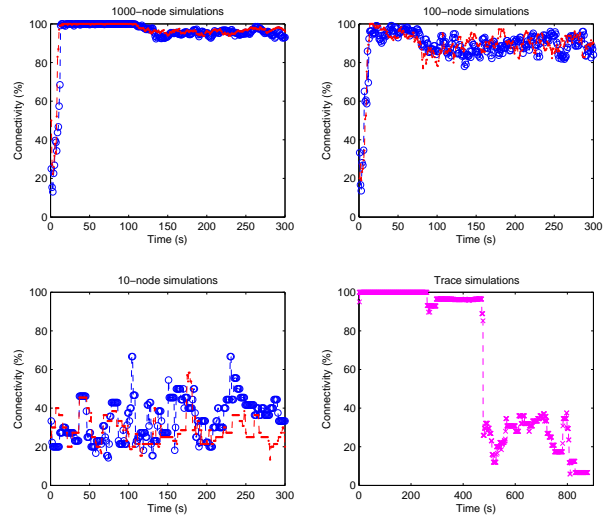 1000−node simulations
100
80
60
40
20
0
Connectivity (%)
0 50 100 150 200 250 300
Time (s)
100−node simulations
100
80
60
40
20
0
Connectivity (%)
0 50 100 150 200 250 300
Time (s)
10−node simulations
100
80
60
40
20
0
Connectivity (%)
0 50 100 150 200 250 300
Time (s)
Trace simulations
100
80
60
40
20
0
Connectivity (%)
0 200 400 600 800
Time (s)